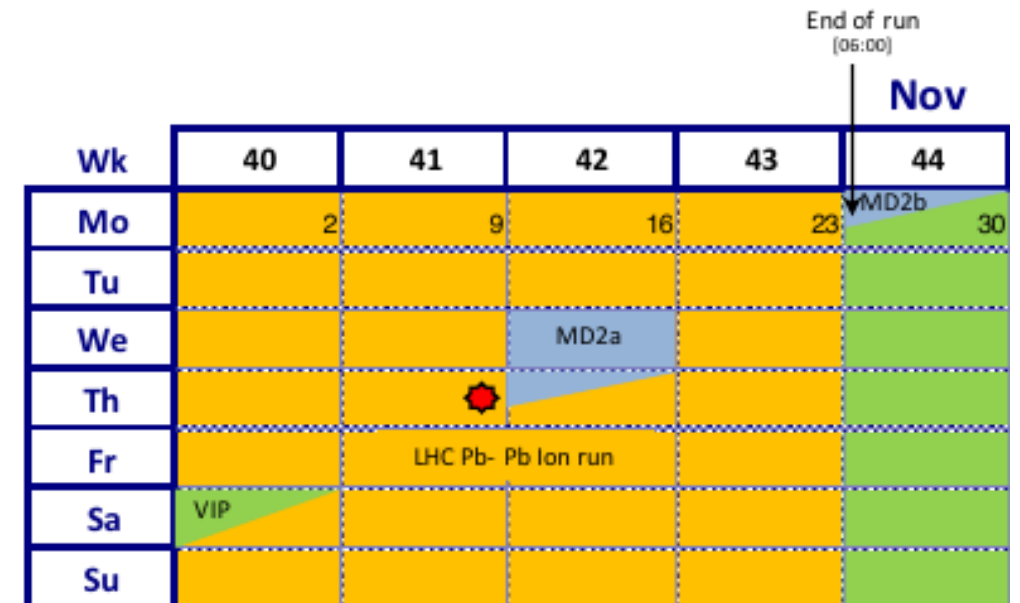 End of run
[06:00]
Nov
Wk 40 41 42 43 44
Mo 2 9 16 23 MD2b 30
Tu
We MD2a
Th
Fr LHC Pb- Pb Ion run
Sa VIP
Su